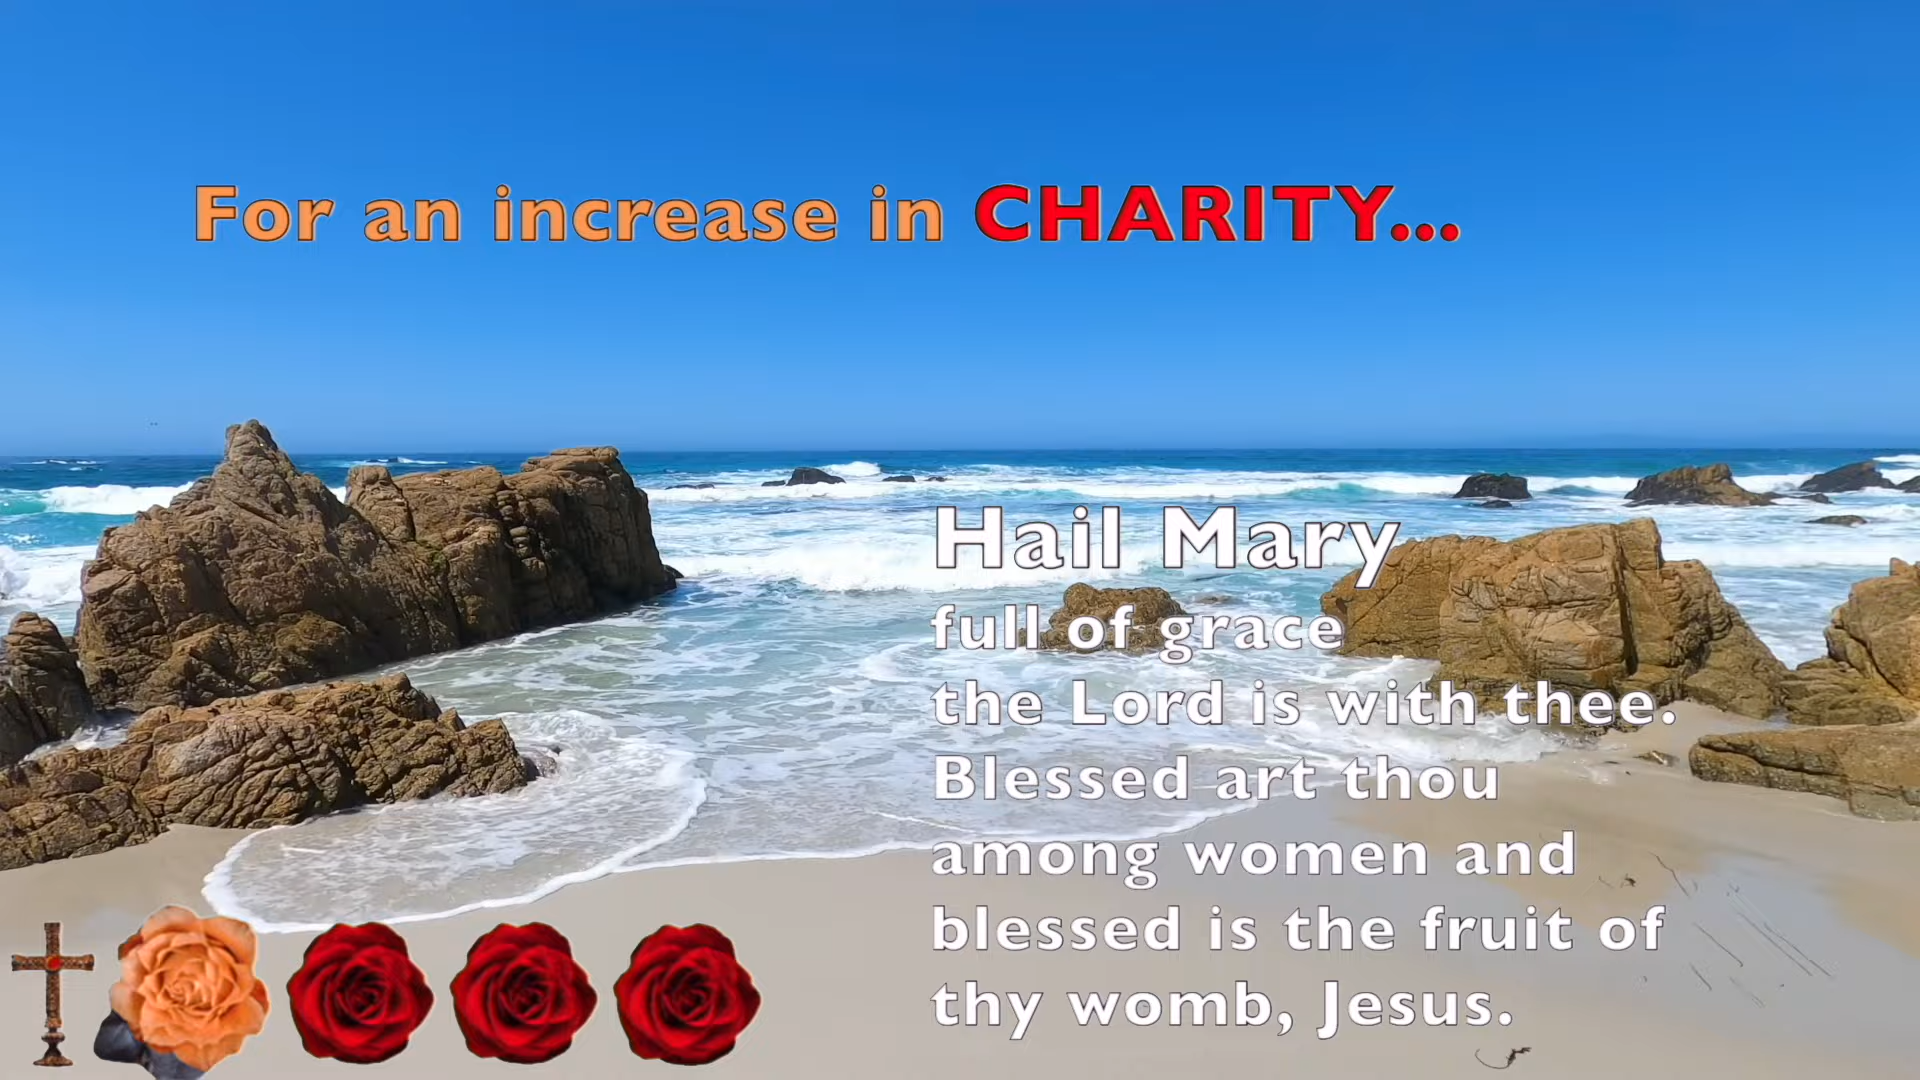 For an increase in CHARITY...
Hail Mary
full of grace
the Lord is with thee.
Blessed art thou
among women and
blessed is the fruit of
thy womb, Jesus.